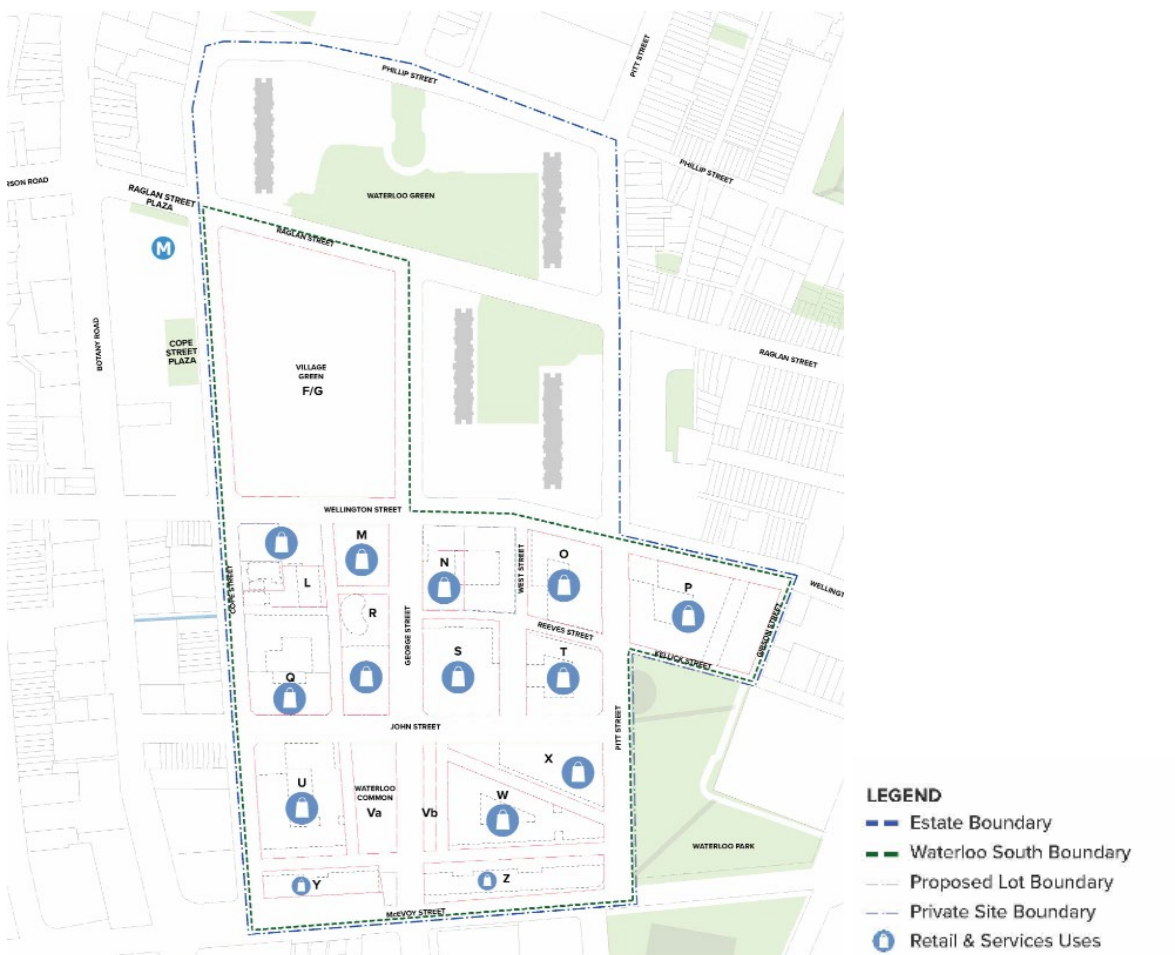 PHILLIP STREET
PITT STREET
PHILLIP STREET
RSON ROAD
RAGLAN STREET
PLAZA
WATERLOO GREEN
RAGLAN STREET
M
BOTANY ROAD
COPE
STREET
PLAZA
VILLAGE
GREEN
F/G
RAGLAN STREET
WELLINGTON STREET
M
N
WEST STREET
O
P
WELLINGT
COPE STREET
L
R
GEORGE STREET
REEVES STREET
GIBSON STREET
S
T
KELLICK STREET
Q
JOHN STREET
PITT STREET
X
U
WATERLOO
COMMON
Va
Vb
W
WATERLOO PARK
Y
Z
McEVOY STREET
LEGEND
Estate Boundary
Waterloo South Boundary
Proposed Lot Boundary
Private Site Boundary
Retail & Services Uses